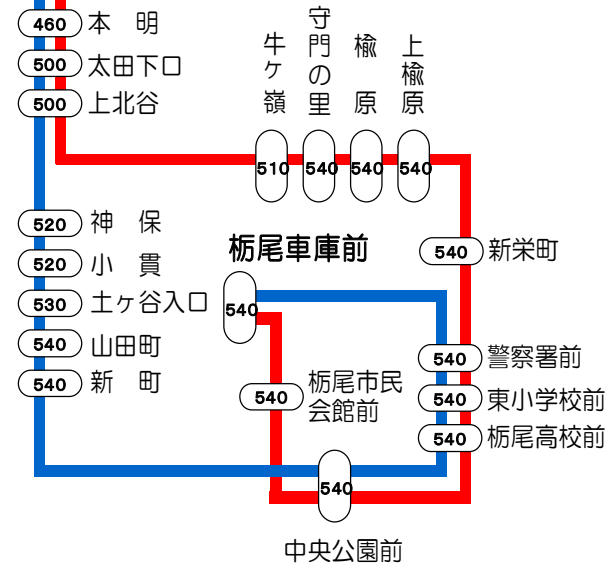 460 本 明
500 太田下口
500 上北谷
牛ヶ嶺
守門の里
楡 原
上楡原
510
540
540
540
520 神 保
520 小 貫
530 土ヶ谷入口
540 山田町
540 新 町
栃尾車庫前
540
540 新栄町
540 警察署前
540 東小学校前
540 栃尾高校前
540 栃尾市民
会館前
540
中央公園前